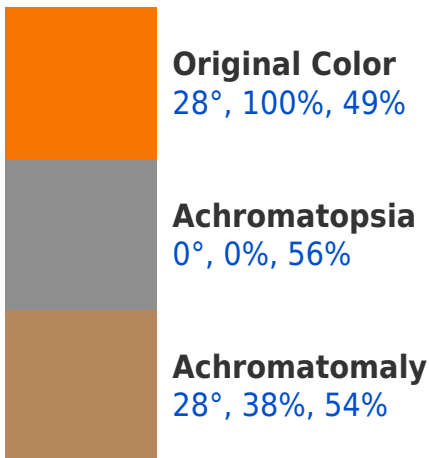 Original Color
28°, 100%, 49%
Achromatopsia
0°, 0%, 56%
Achromatomaly
28°, 38%, 54%